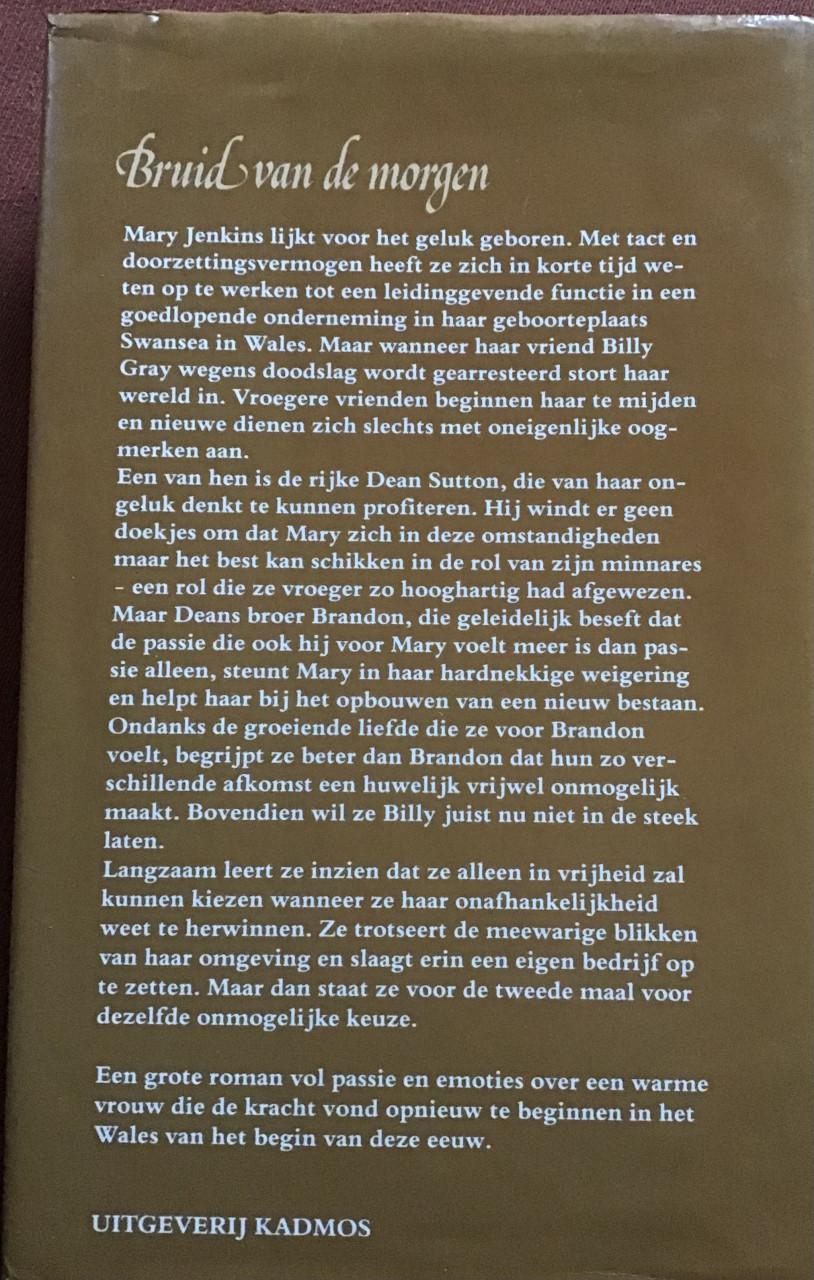 Bruid van de morgen
Mary Jenkins lijkt voor het geluk geboren. Met tact en
doorzettingsvermogen heeft ze zich in korte tijd we-
ten op te werken tot een leidinggevende functie in een
goedlopende onderneming in haar geboorteplaats
Swansea in Wales. Maar wanneer haar vriend Billy
Gray wegens doodslag wordt gearresteerd stort haar
wereld in. Vroegere vrienden beginnen haar te mijden
en nieuwe dienen zich slechts met oneigenlijke oog-
merken aan.
Een van hen is de rijke Dean Sutton, die van haar on-
geluk denkt te kunnen profiteren. Hij windt er geen
doekjes om dat Mary zich in deze omstandigheden
maar het best kan schikken in de rol van zijn minnares
- een rol die ze vroeger zo hooghartig had afgewezen.
Maar Deans broer Brandon, die geleidelijk beseft dat
de passie die ook hij voor Mary voelt meer is dan pas-
sie alleen, steunt Mary in haar hardnekkige weigering
en helpt haar bij het opbouwen van een nieuw bestaan.
Ondanks de groeiende liefde die ze voor Brandon
voelt, begrijpt ze beter dan Brandon dat hun zo ver-
schillende afkomst een huwelijk vrijwel onmogelijk
maakt. Bovendien wil ze Billy juist nu niet in de steek
laten.
Langzaam leert ze inzien dat ze alleen in vrijheid zal
kunnen kiezen wanneer ze haar onafhankelijkheid
weet te herwinnen. Ze trotseert de meewarige blikken
van haar omgeving en slaagt erin een eigen bedrijf op
te zetten. Maar dan staat ze voor de tweede maal voor
dezelfde onmogelijke keuze.
Een grote roman vol passie en emoties over een warme
vrouw die de kracht vond opnieuw te beginnen in het
Wales van het begin van deze eeuw.
UITGEVERIJ KADMOS